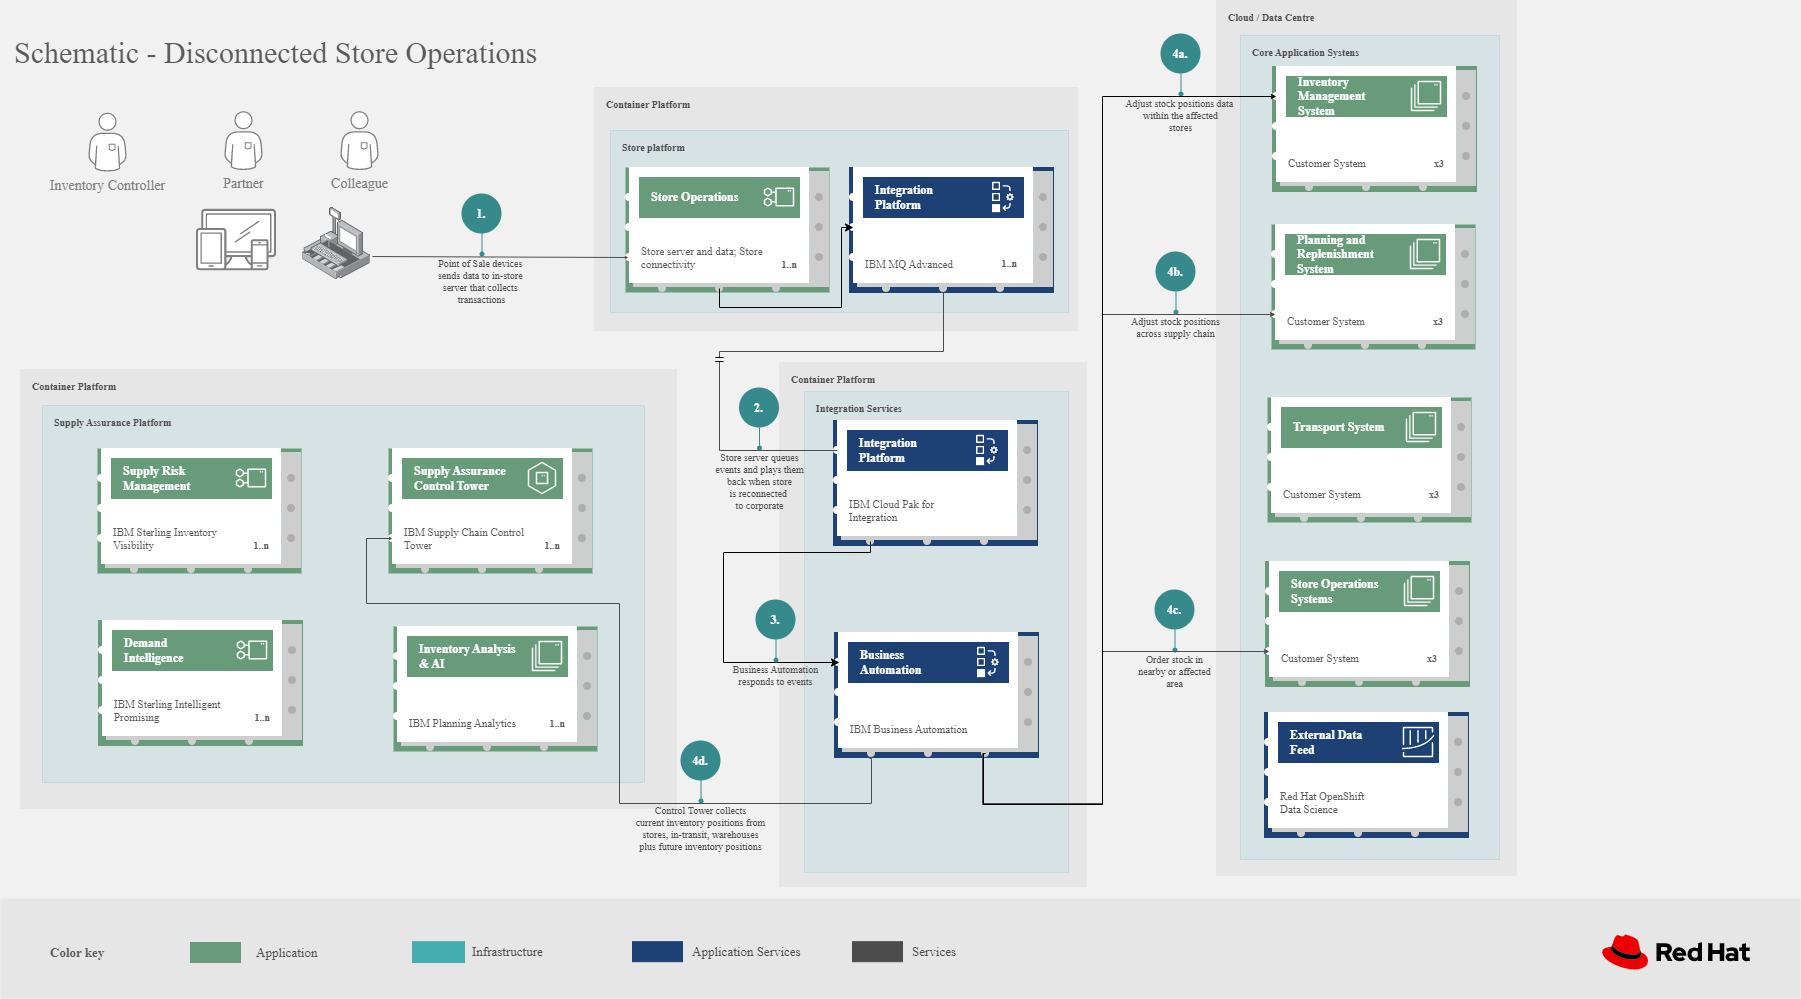 Schematic - Disconnected Store Operations
Inventory Controller
Partner
Colleague
1.
Point of Sale devices
sends data to in-store
server that collects
transactions
Container Platform
Store platform
Store Operations
Store server and data; Store
connectivity
1..n
Integration
Platform
IBM MQ Advanced
1..n
Container Platform
Supply Assurance Platform
Supply Risk
Management
IBM Sterling Inventory
Visibility
1..n
Supply Assurance
Control Tower
IBM Supply Chain Control
Tower
1..n
Demand
Intelligence
IBM Sterling Intelligent
Promising
1..n
Inventory Analysis
& AI
IBM Planning Analytics
1..n
2.
Store server queues
events and plays them
back when store
is reconnected
to corporate
Container Platform
Integration Services
Integration
Platform
IBM Cloud Pak for
Integration
3.
Business Automation
responds to events
Business
Automation
IBM Business Automation
4d.
Control Tower collects
current inventory positions from
stores, in-transit, warehouses
plus future inventory positions
4a.
Adjust stock positions data
within the affected
stores
4b.
Adjust stock positions
across supply chain
4c.
Order stock in
nearby or affected
area
Cloud / Data Centre
Core Application Systens
Inventory
Management
System
Customer System
x3
Planning and
Replenishment
System
Customer System
x3
Transport System
Customer System
x3
Store Operations
Systems
Customer System
x3
External Data
Feed
Red Hat OpenShift
Data Science
Color key
Application
Infrastructure
Application Services
Services
Red Hat